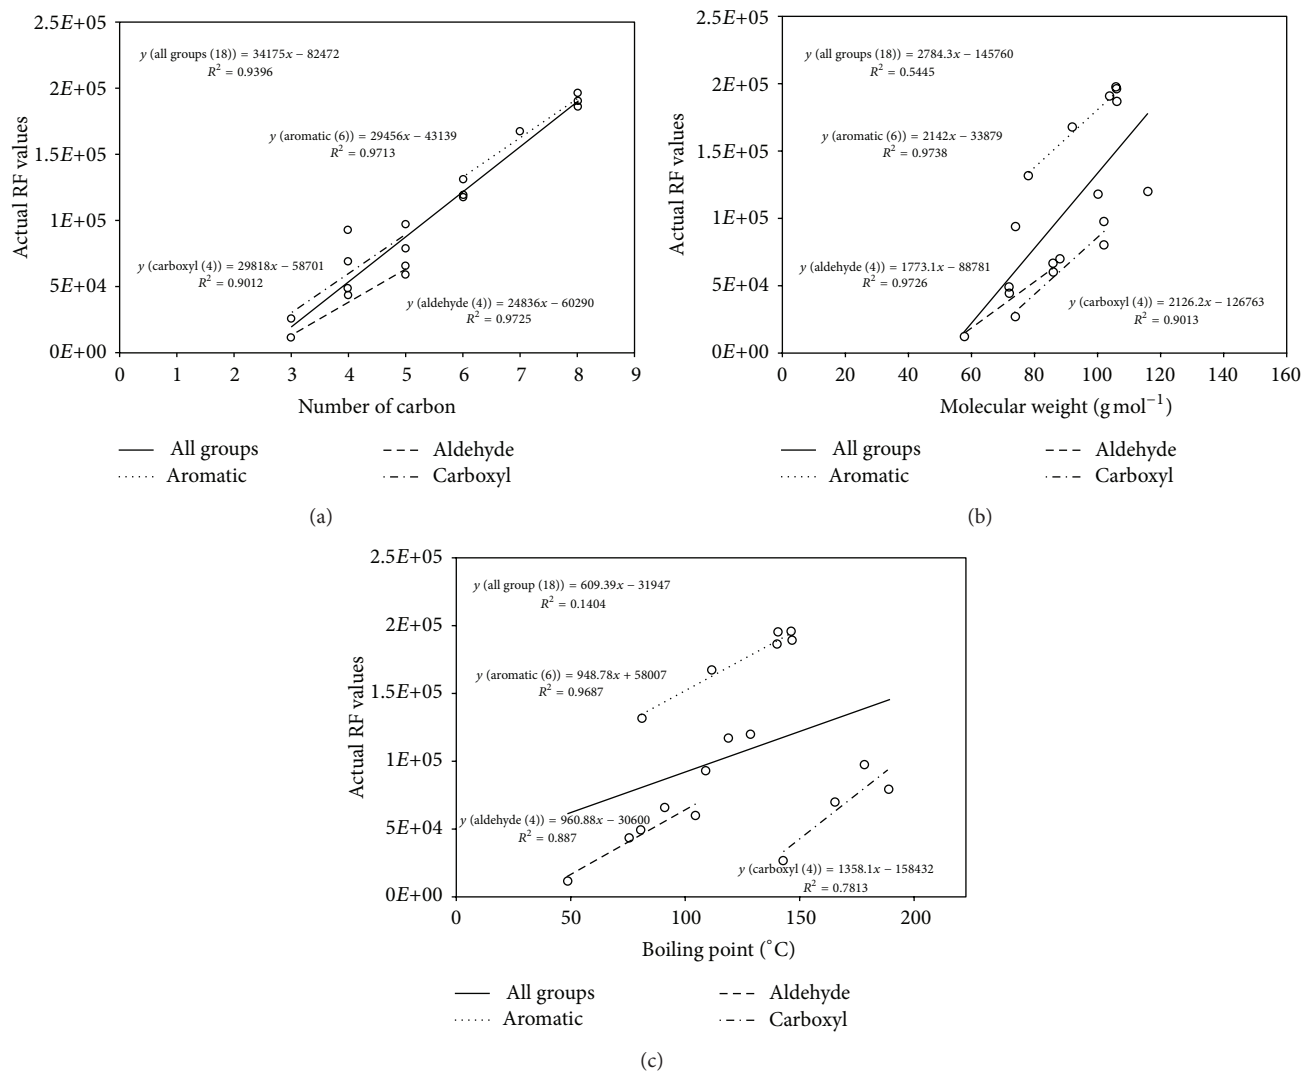 2.5E+05
2E+05
1.5E+05
1E+05
5E+04
0E+00
Actual RF values
y (all groups (18)) = 34175x − 82472
R² = 0.9396
y (aromatic (6)) = 29456x − 43139
R² = 0.9713
y (carboxyl (4)) = 29818x − 58701
R² = 0.9012
y (aldehyde (4)) = 24836x − 60290
R² = 0.9725
0 1 2 3 4 5 6 7 8 9
Number of carbon
All groups
Aromatic
Aldehyde
Carboxyl
(a)
2.5E+05
2E+05
1.5E+05
1E+05
5E+04
0E+00
Actual RF values
y (all groups (18)) = 2784.3x − 145760
R² = 0.5445
y (aromatic (6)) = 2142x − 33879
R² = 0.9738
y (aldehyde (4)) = 1773.1x − 88781
R² = 0.9726
y (carboxyl (4)) = 2126.2x − 126763
R² = 0.9013
0 20 40 60 80 100 120 140 160
Molecular weight (g mol⁻¹)
All groups
Aromatic
Aldehyde
Carboxyl
(b)
2.5E+05
2E+05
1.5E+05
1E+05
5E+04
0E+00
Actual RF values
y (all group (18)) = 609.39x − 31947
R² = 0.1404
y (aromatic (6)) = 948.78x + 58007
R² = 0.9687
y (aldehyde (4)) = 960.88x − 30600
R² = 0.887
y (carboxyl (4)) = 1358.1x − 158432
R² = 0.7813
0 50 100 150 200
Boiling point (°C)
All groups
Aromatic
Aldehyde
Carboxyl
(c)